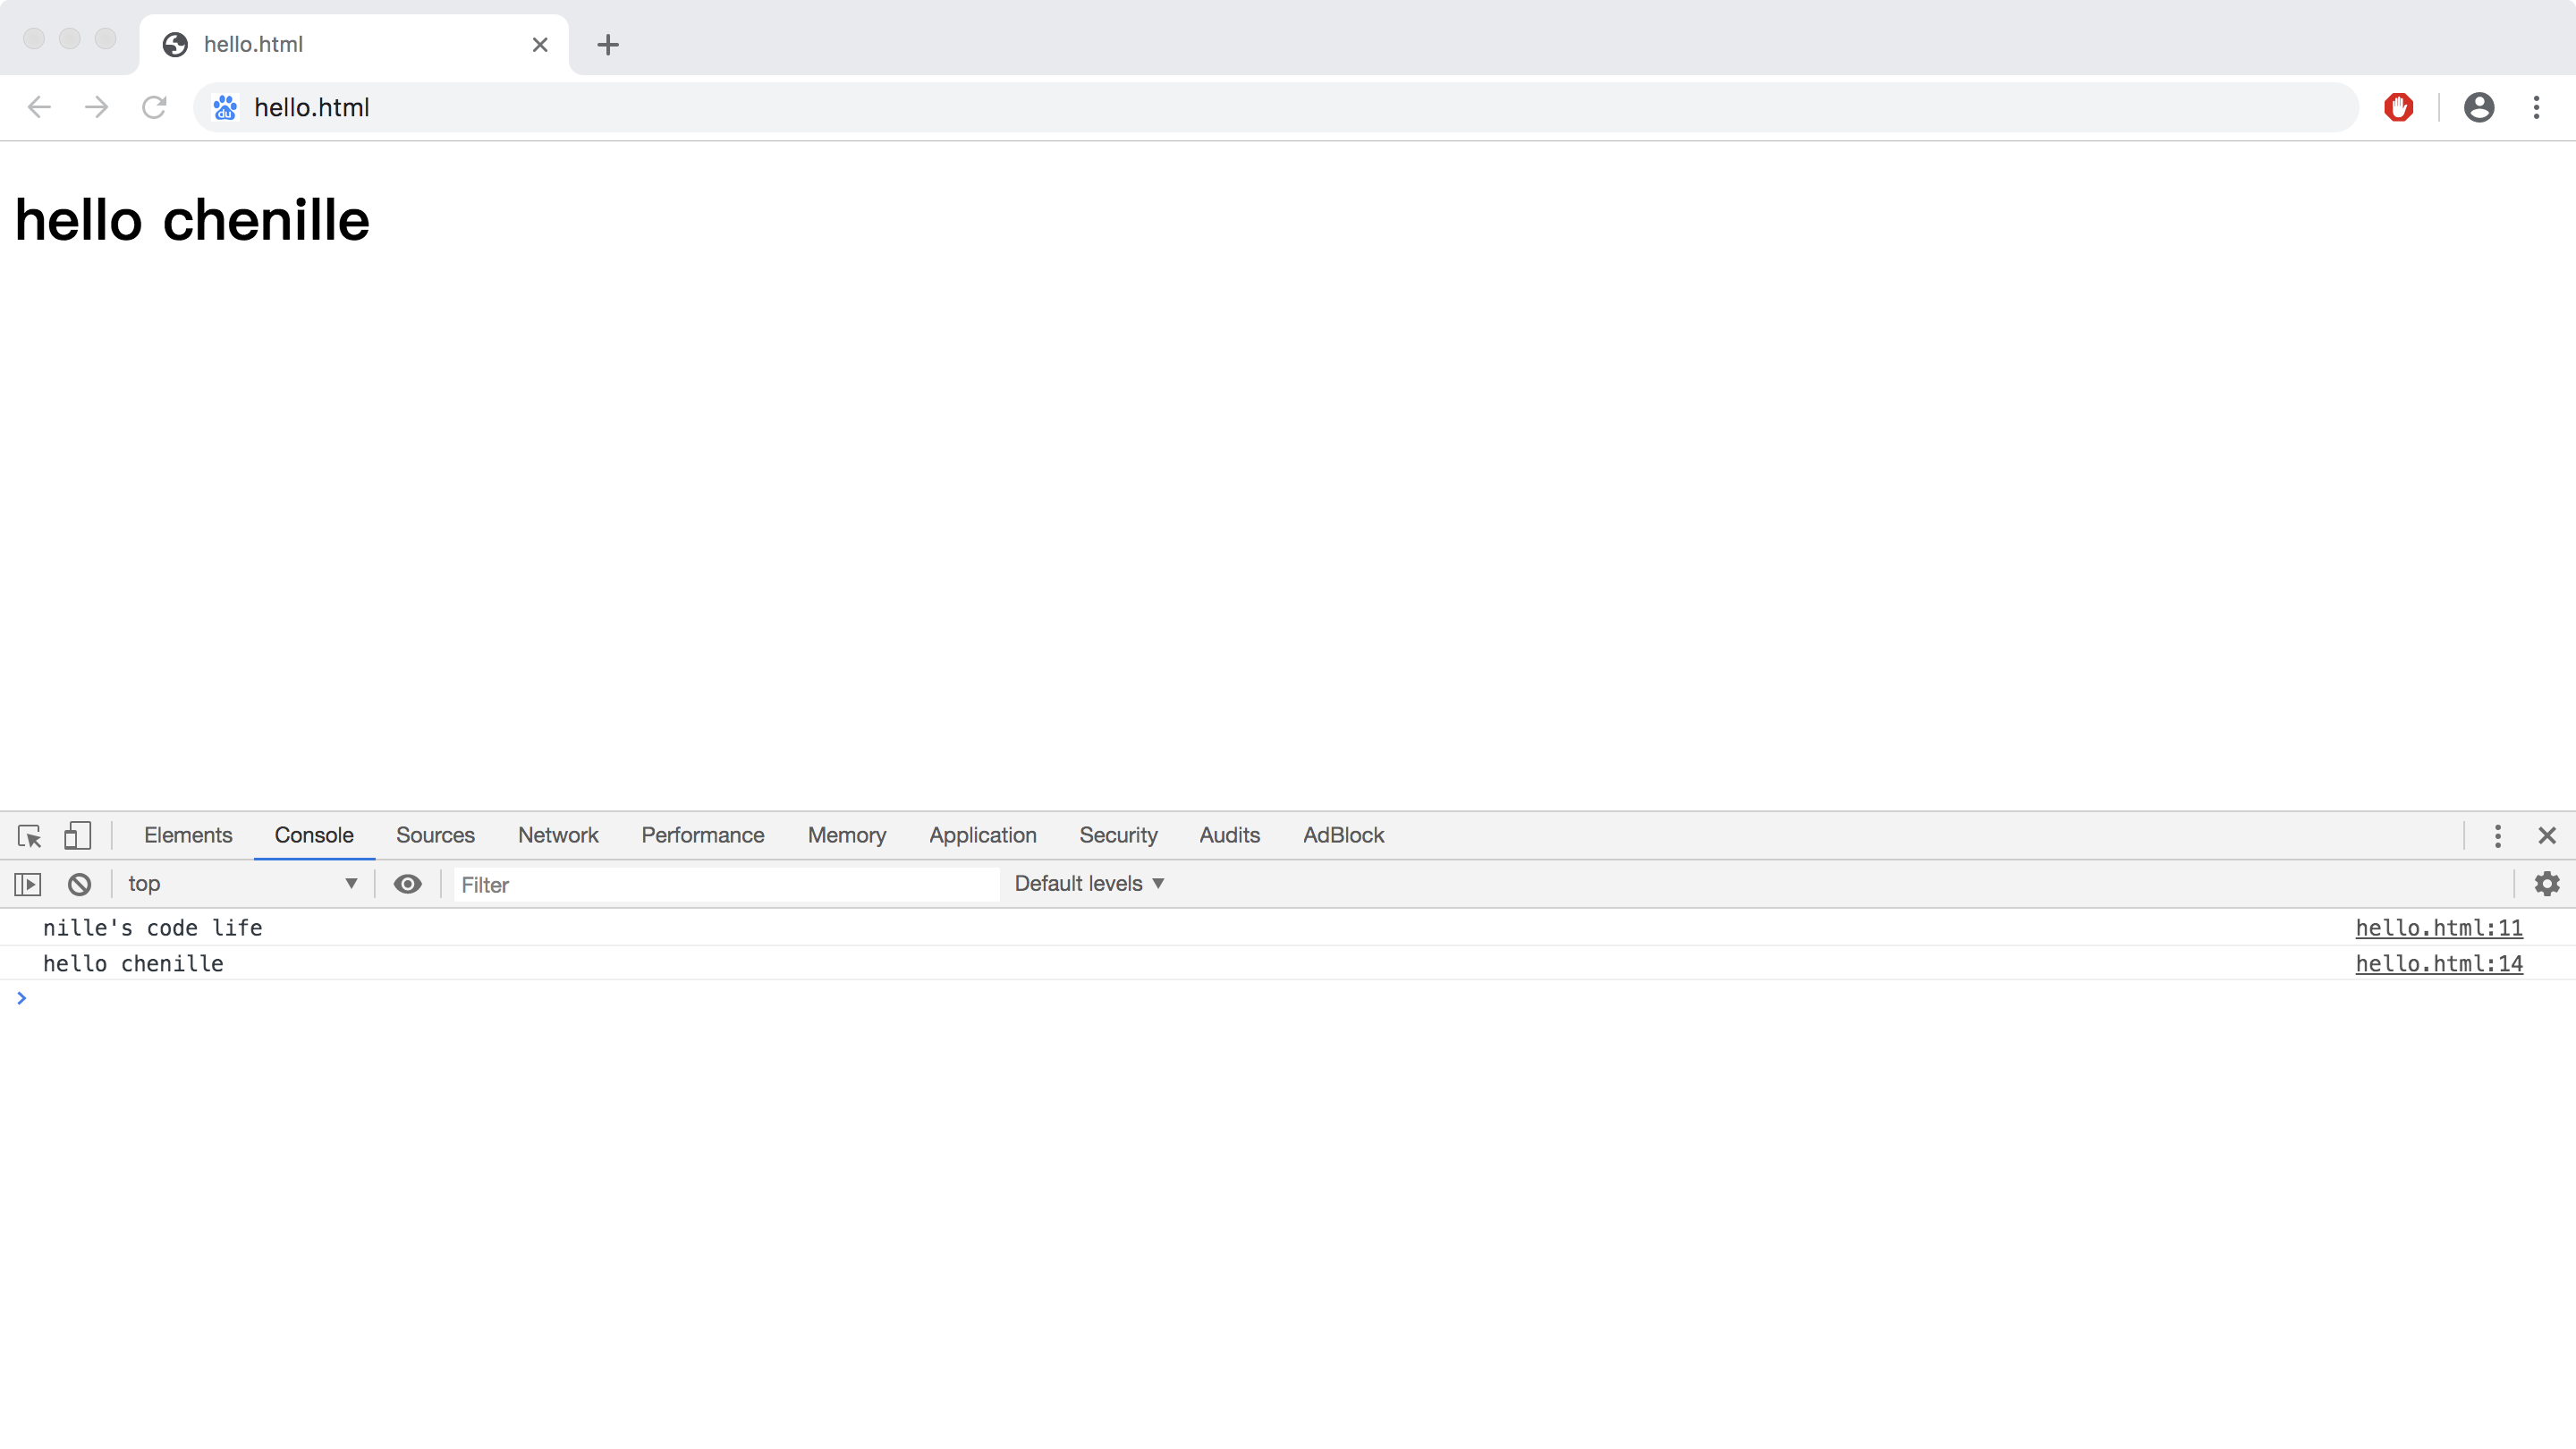 hello.html
du hello.html
hello chenille
Elements Console Sources Network Performance Memory Application Security Audits AdBlock
top Filter Default levels
nille's code life hello.html:11
hello chenille hello.html:14